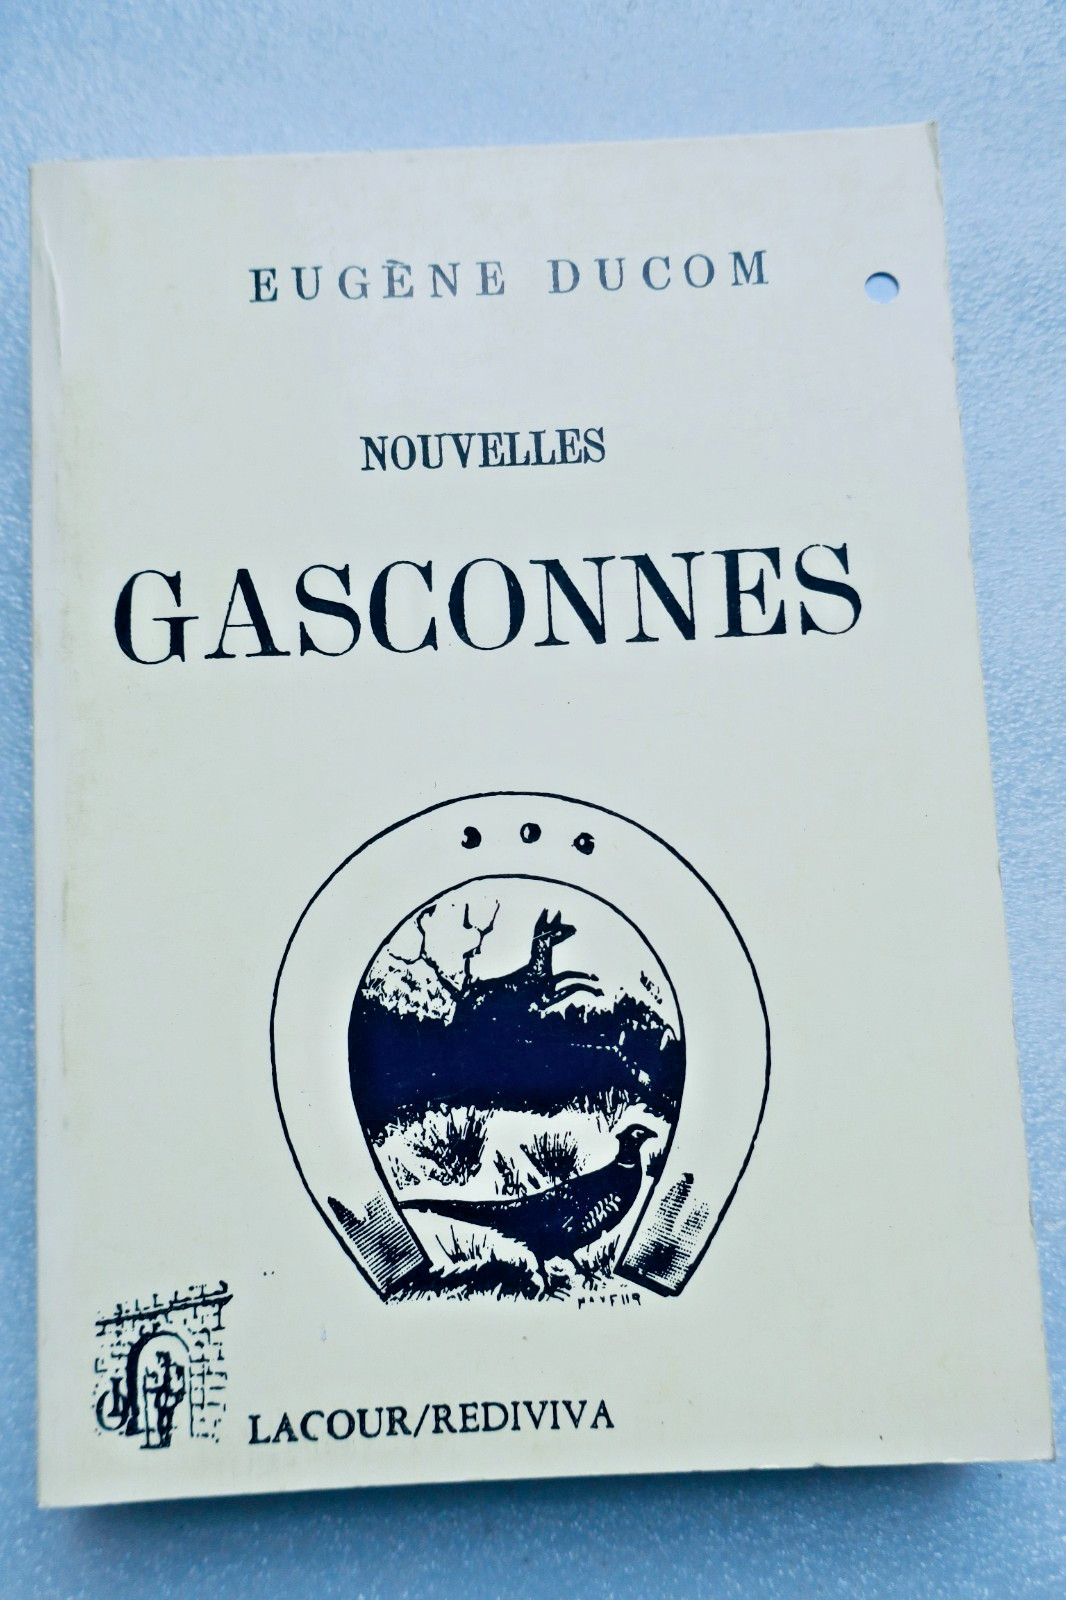 EUGÈNE DUCOM
NOUVELLES
GASCONNES
LACOUR/REDIVIVA